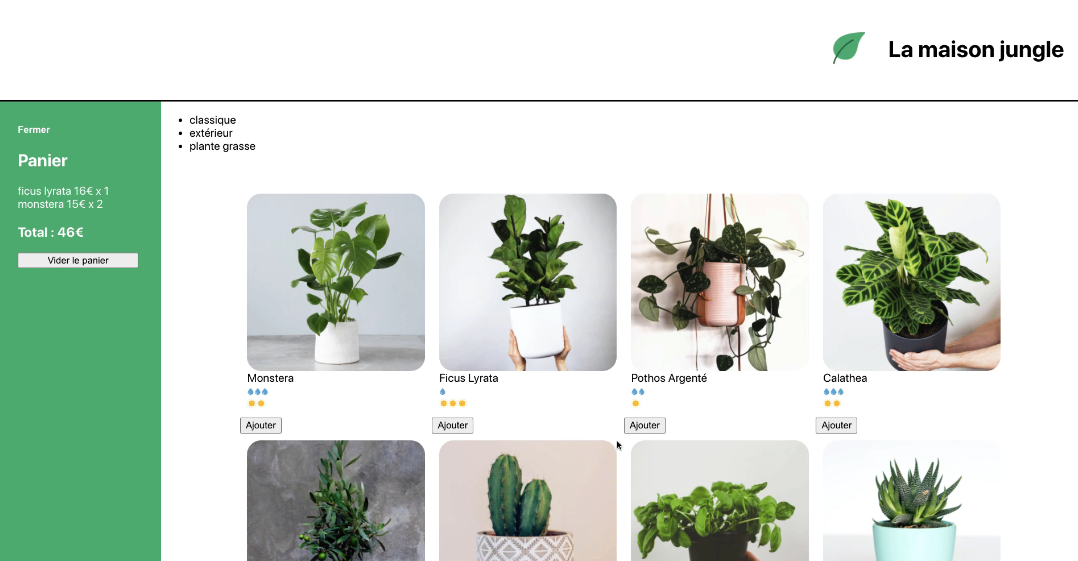 La maison jungle
Fermer
Panier
ficus lyrata 16€ x 1
monstera 15€ x 2
Total : 46€
Vider le panier
classique
extérieur
plante grasse
Monstera
Ficus Lyrata
Pothos Argenté
Calathea
Ajouter
Ajouter
Ajouter
Ajouter